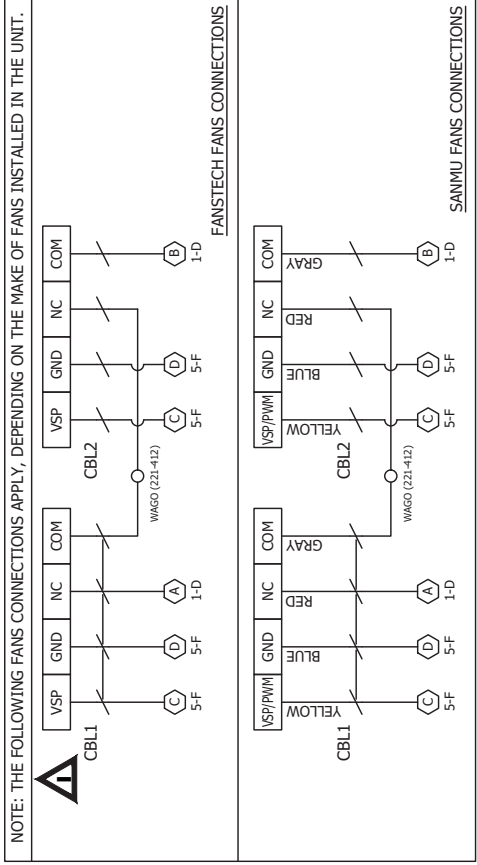 NOTE: THE FOLLOWING FANS CONNECTIONS APPLY, DEPENDING ON THE MAKE OF FANS INSTALLED IN THE UNIT.
VSP GND NC COM
VSP GND NC COM
CBL1
CBL2
WAGO (221-412)
C D A
C D B
5-F 5-F 1-D
5-F 5-F 1-D
FANSTECH FANS CONNECTIONS
VSP/PWM GND NC COM
VSP/PWM GND NC COM
YELLOW BLUE RED GRAY
YELLOW BLUE RED GRAY
CBL1
CBL2
WAGO (221-412)
C D A
C D B
5-F 5-F 1-D
5-F 5-F 1-D
SANMU FANS CONNECTIONS